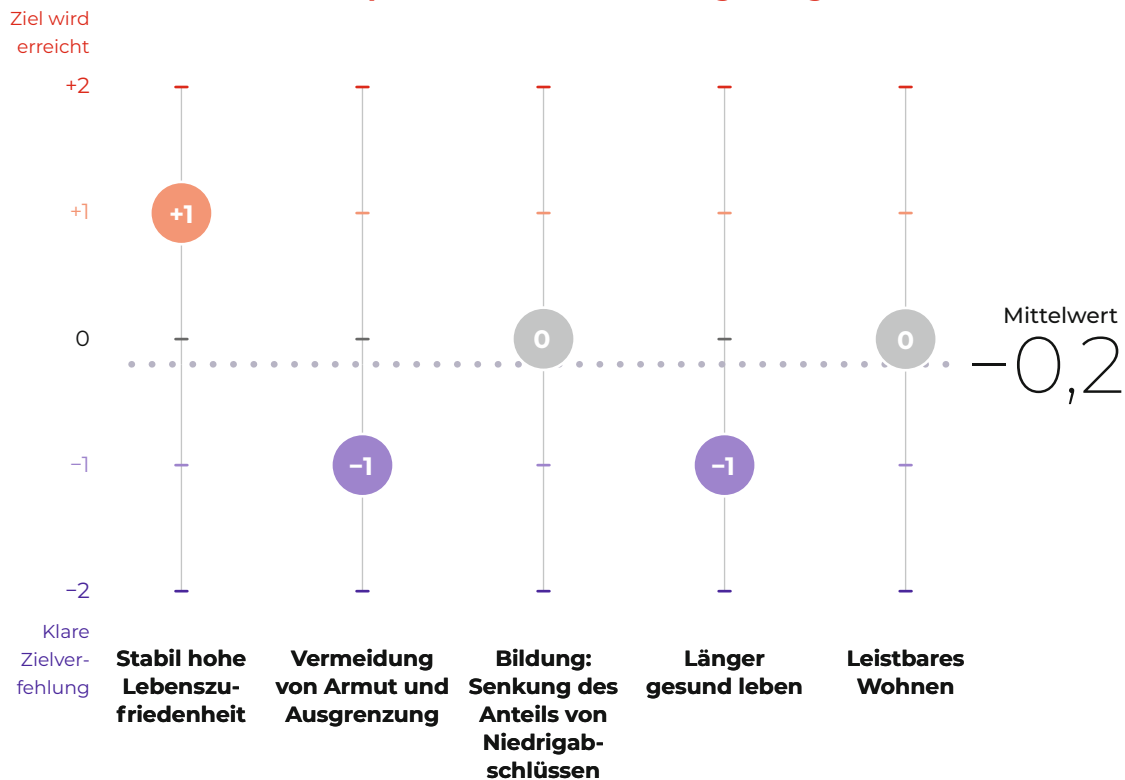 Ziel wird
erreicht
+2
+1
+1
0
0
0
Mittelwert
−0,2
−1
−1
−1
−2
Klare
Zielver-
fehlung
Stabil hohe
Lebenszu-
friedenheit
Vermeidung
von Armut und
Ausgrenzung
Bildung:
Senkung des
Anteils von
Niedrigab-
schlüssen
Länger
gesund leben
Leistbares
Wohnen